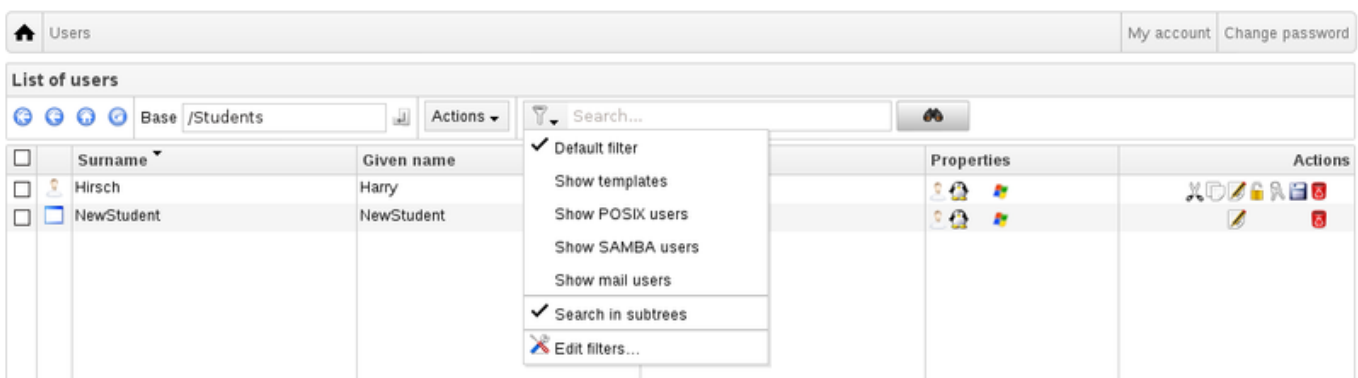 Users My account Change password
List of users
Base /Students Actions Search...
Surname Given name Properties Actions
Default filter
Show templates
Hirsch Harry
NewStudent NewStudent
Show POSIX users
Show SAMBA users
Show mail users
Search in subtrees
Edit filters...